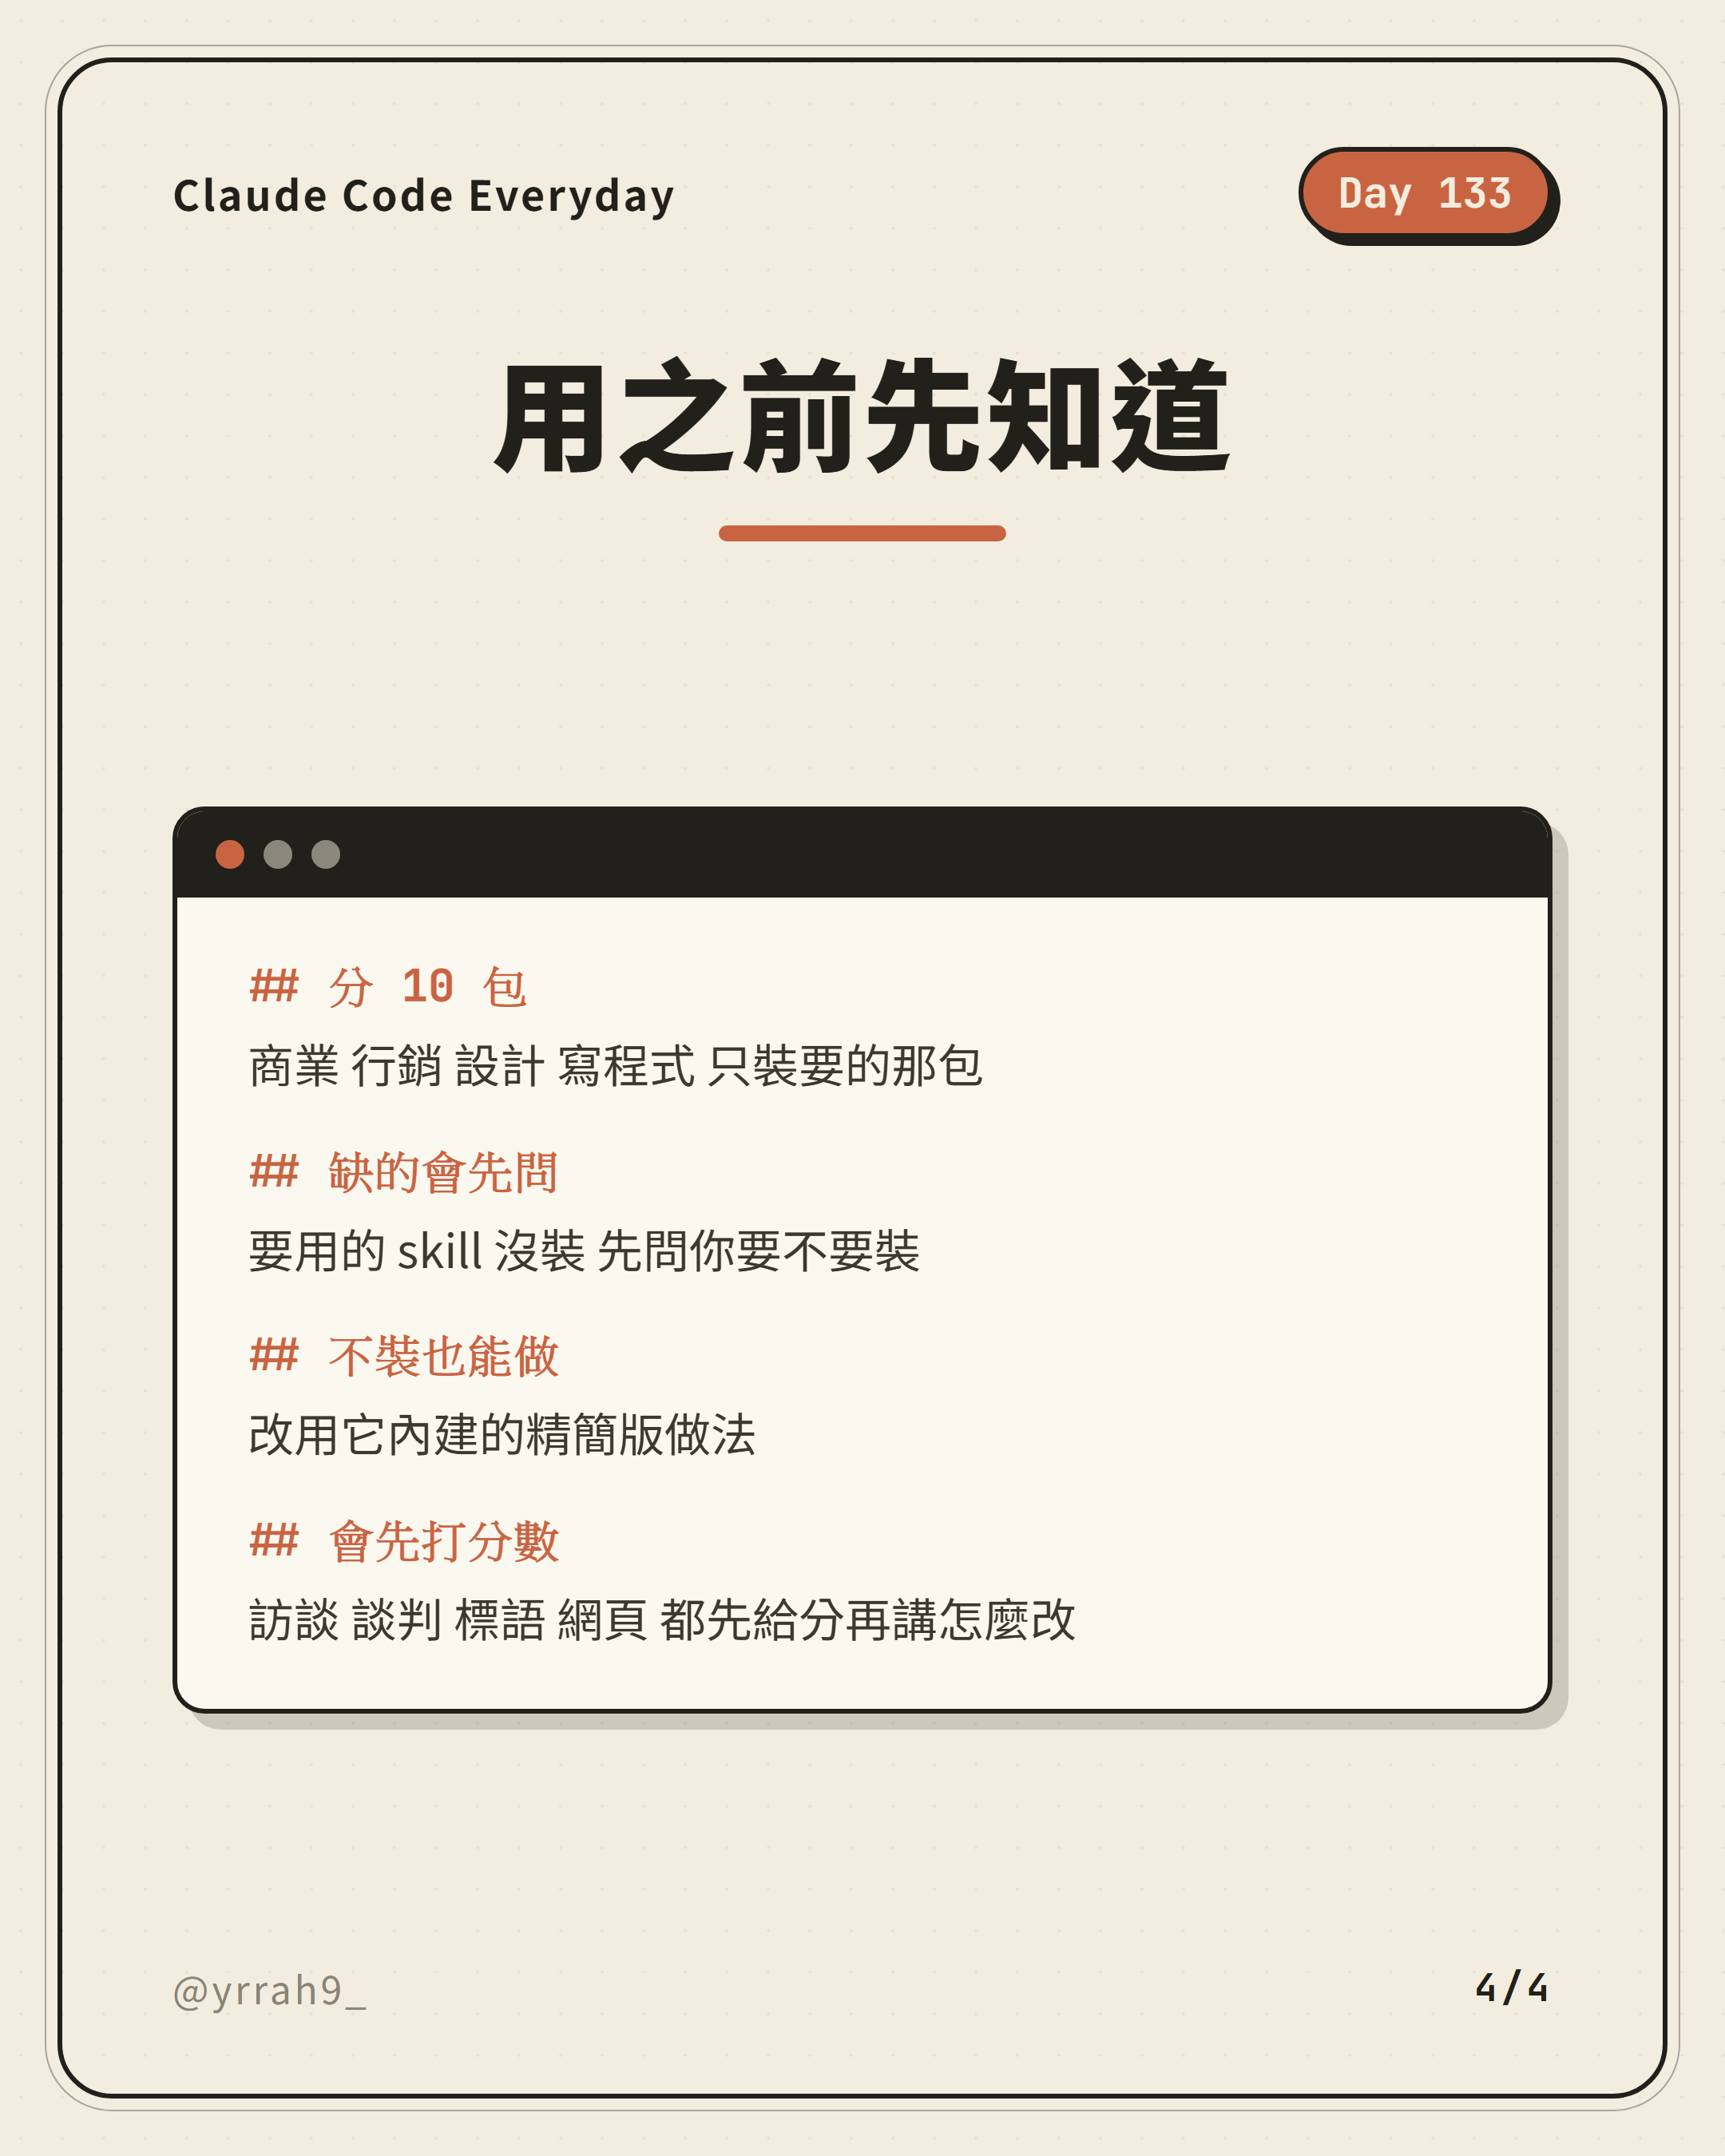 Claude Code Everyday
Day 133
用之前先知道
## 分 10 包
商業 行銷 設計 寫程式 只裝要的那包
## 缺的會先問
要用的 skill 沒裝 先問你要不要裝
## 不裝也能做
改用它內建的精簡版做法
## 會先打分數
訪談 談判 標語 網頁 都先給分再講怎麼改
@yrrah9_
4/4